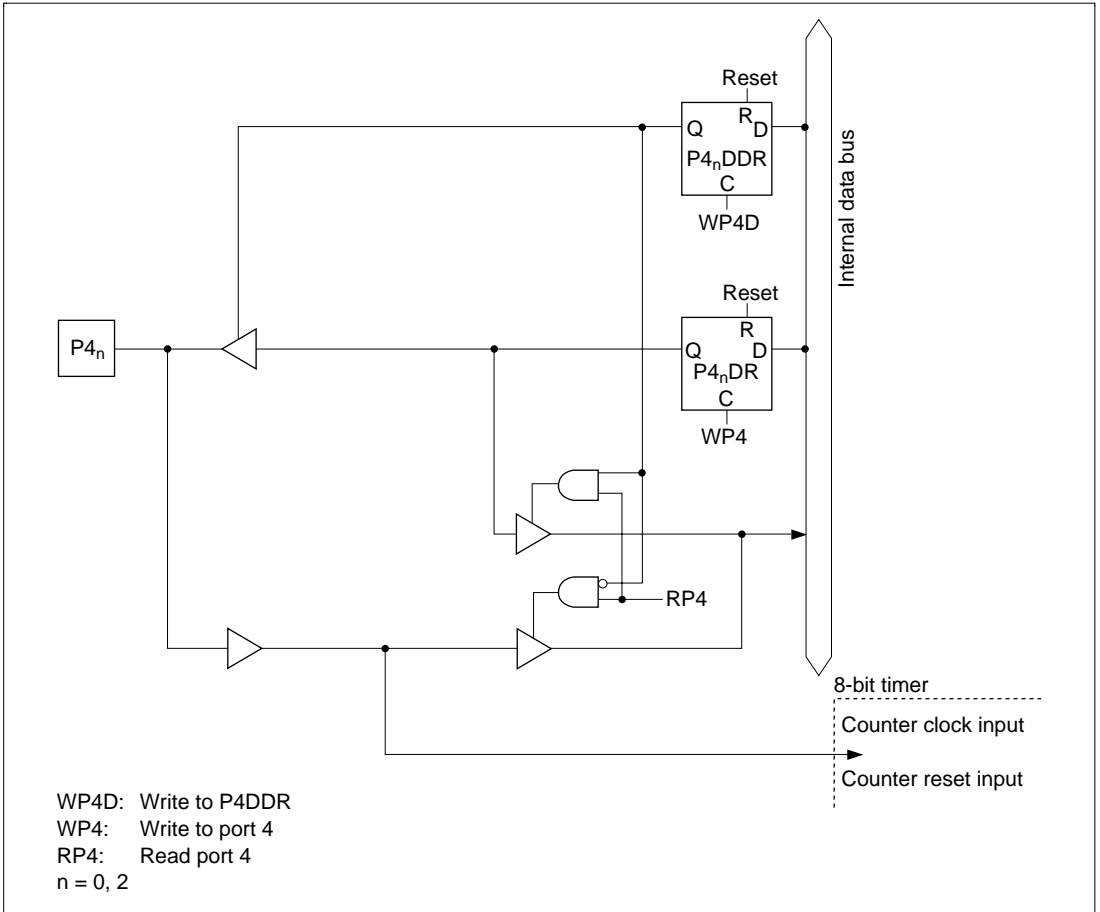 Reset
R
Q D
P4nDDR
C
WP4D
Internal data bus
Reset
R
P4n
Q D
P4nDR
C
WP4
RP4
8-bit timer
Counter clock input
Counter reset input
WP4D: Write to P4DDR
WP4: Write to port 4
RP4: Read port 4
n = 0, 2